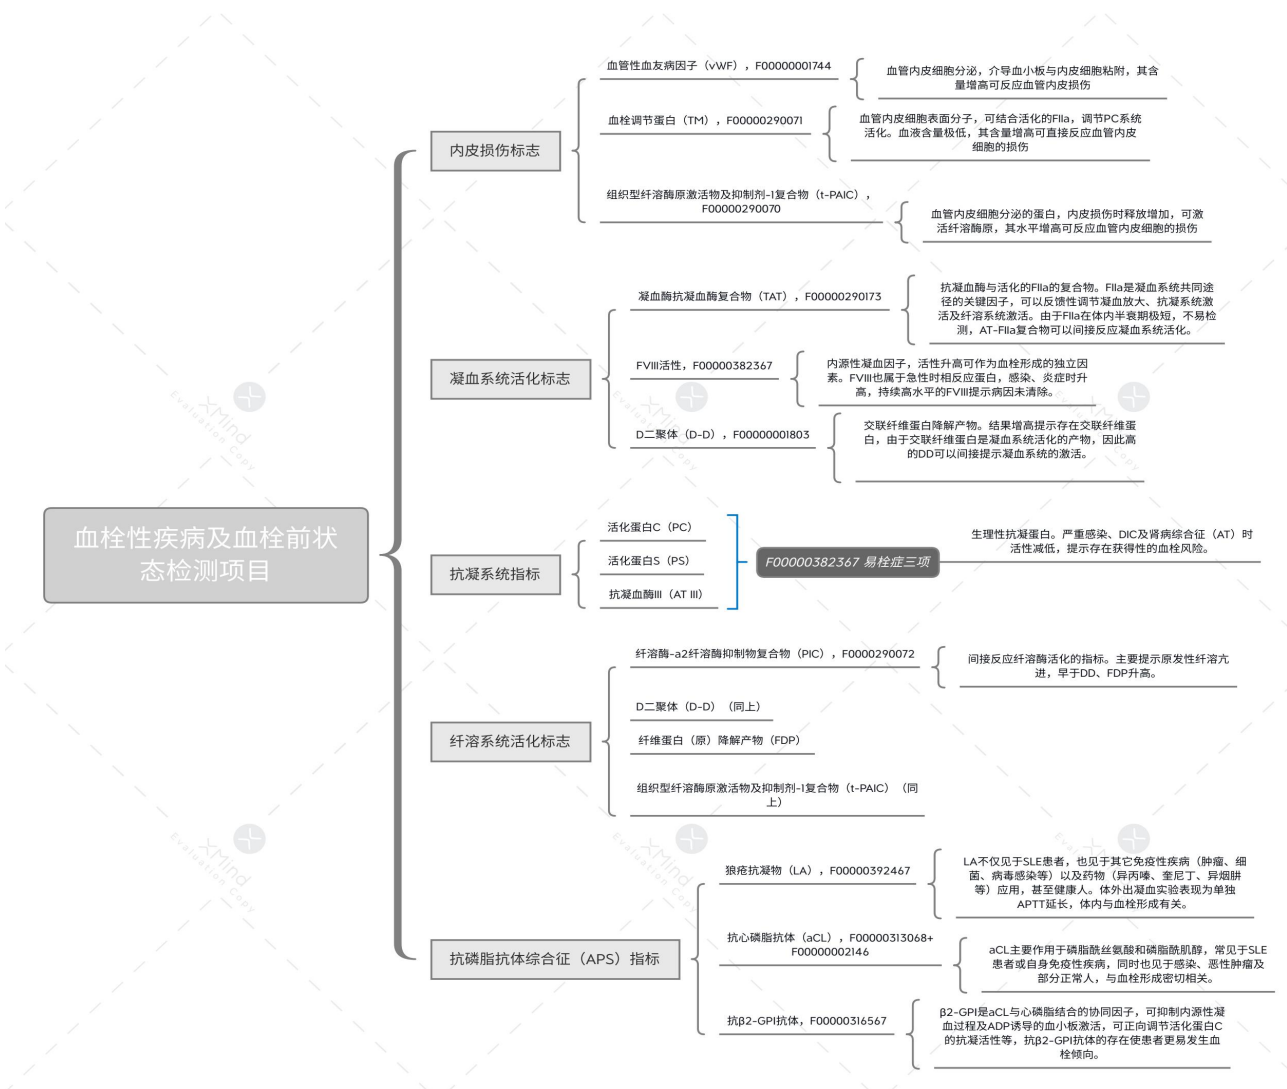 血栓性疾病及血栓前状
态检测项目
内皮损伤标志
血管性血友病因子（vWF），F00000001744
血管内皮细胞分泌，介导血小板与内皮细胞粘附，其含
量增高可反应血管内皮损伤
血栓调节蛋白（TM），F00000290071
血管内皮细胞表面分子，可结合活化的FIIa，调节PC系统
活化。血液含量极低，其含量增高可直接反应血管内皮
细胞的损伤
组织型纤溶酶原激活物及抑制剂-1复合物（t-PAIC），
F00000290070
血管内皮细胞分泌的蛋白，内皮损伤时释放增加，可激
活纤溶酶原，其水平增高可反应血管内皮细胞的损伤
凝血系统活化标志
凝血酶抗凝血酶复合物（TAT），F00000290173
抗凝血酶与活化的FIIa的复合物。FIIa是凝血系统共同途
径的关键因子，可以反馈性调节凝血放大、抗凝系统激
活及纤溶系统激活。由于FIIa在体内半衰期极短，不易检
测，AT-FIIa复合物可以间接反应凝血系统活化。
FVIII活性，F00000382367
内源性凝血因子，活性升高可作为血栓形成的独立因
素。FVIII也属于急性时相反应蛋白，感染、炎症时升
高，持续高水平的FVIII提示病因未清除。
D二聚体（D-D），F00000001803
交联纤维蛋白降解产物。结果增高提示存在交联纤维蛋
白，由于交联纤维蛋白是凝血系统活化的产物，因此高
的DD可以间接提示凝血系统的激活。
抗凝系统指标
活化蛋白C（PC）
活化蛋白S（PS）
抗凝血酶III（AT III）
F00000382367 易栓症三项
生理性抗凝蛋白。严重感染、DIC及肾病综合征（AT）时
活性减低，提示存在获得性的血栓风险。
纤溶系统活化标志
纤溶酶-a2纤溶酶抑制物复合物（PIC），F0000290072
间接反应纤溶酶活化的指标。主要提示原发性纤溶亢
进，早于DD、FDP升高。
D二聚体（D-D）（同上）
纤维蛋白（原）降解产物（FDP）
组织型纤溶酶原激活物及抑制剂-1复合物（t-PAIC）（同
上）
抗磷脂抗体综合征（APS）指标
狼疮抗凝物（LA），F00000392467
LA不仅见于SLE患者，也见于其它免疫性疾病（肿瘤、细
菌、病毒感染等）以及药物（异丙嗪、奎尼丁、异烟肼
等）应用，甚至健康人。体外出凝血实验表现为单独
APTT延长，体内与血栓形成有关。
抗心磷脂抗体（aCL），F00000313068+
F00000002146
aCL主要作用于磷脂酰丝氨酸和磷脂酰肌醇，常见于SLE
患者或自身免疫性疾病，同时也见于感染、恶性肿瘤及
部分正常人，与血栓形成密切相关。
抗β2-GPI抗体，F00000316567
β2-GPI是aCL与心磷脂结合的协同因子，可抑制内源性凝
血过程及ADP诱导的血小板激活，可正向调节活化蛋白C
的抗凝活性等，抗β2-GPI抗体的存在使患者更易发生血
栓倾向。
XMind
Evaluation Copy
XMind
Evaluation Copy
XMind
Evaluation Copy
XMind
Evaluation Copy
XMind
Evaluation Copy
XMind
Evaluation Copy